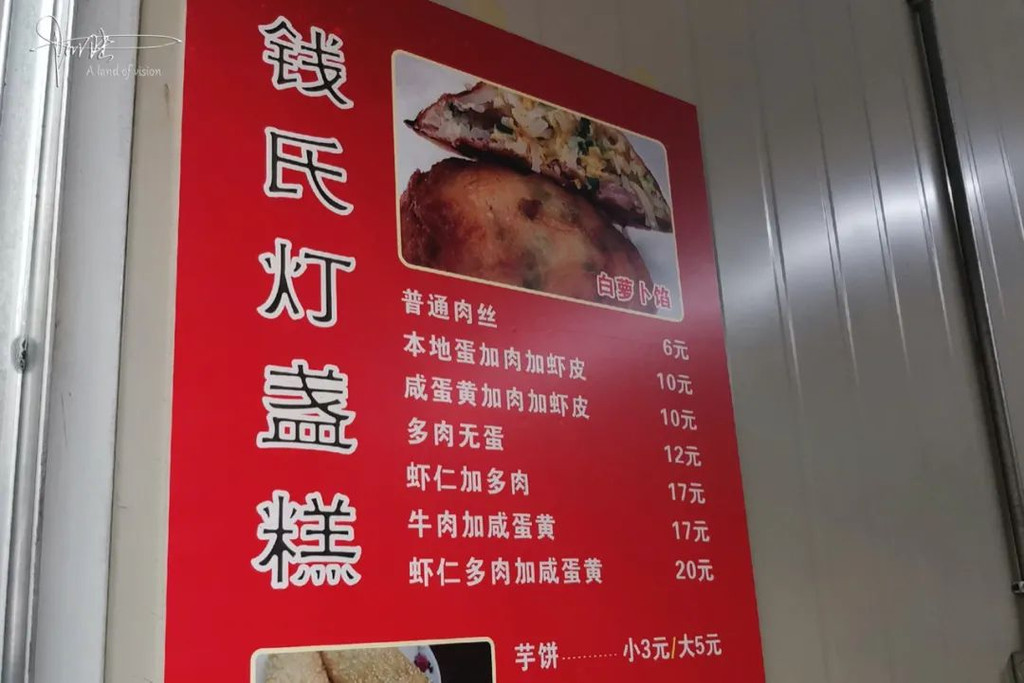 A land of vision
钱氏灯盏糕
白萝卜馅
普通肉丝 6元
本地蛋加肉加虾皮 10元
咸蛋黄加肉加虾皮 10元
多肉无蛋 12元
虾仁加多肉 17元
牛肉加咸蛋黄 17元
虾仁多肉加咸蛋黄 20元
芋饼……… 小3元/大5元